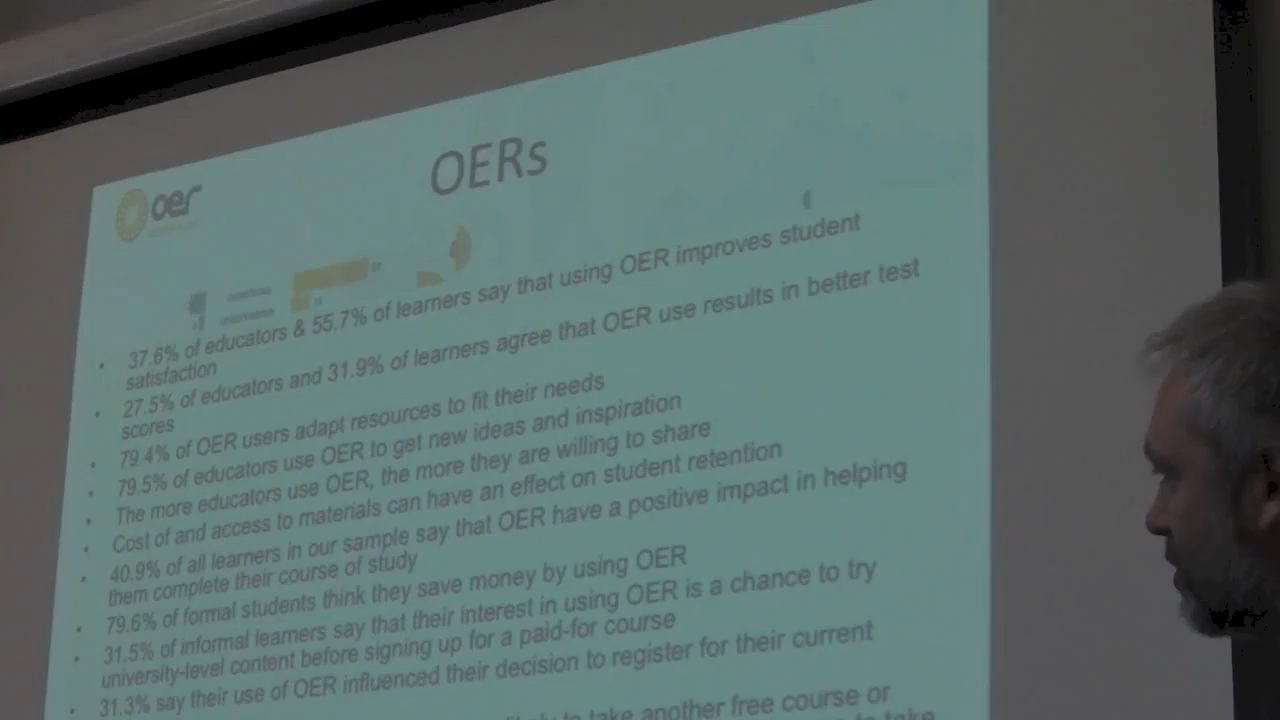 OERs
oer
37.6% of educators & 55.7% of learners say that using OER improves student
satisfaction
27.5% of educators and 31.9% of learners agree that OER use results in better test
scores
79.4% of OER users adapt resources to fit their needs
79.5% of educators use OER to get new ideas and inspiration
The more educators use OER, the more they are willing to share
Cost of and access to materials can have an effect on student retention
40.9% of all learners in our sample say that OER have a positive impact in helping
them complete their course of study
79.6% of formal students think they save money by using OER
31.5% of informal learners say that their interest in using OER is a chance to try
university-level content before signing up for a paid-for course
31.3% say their use of OER influenced their decision to register for their current
to take another free course or
to take